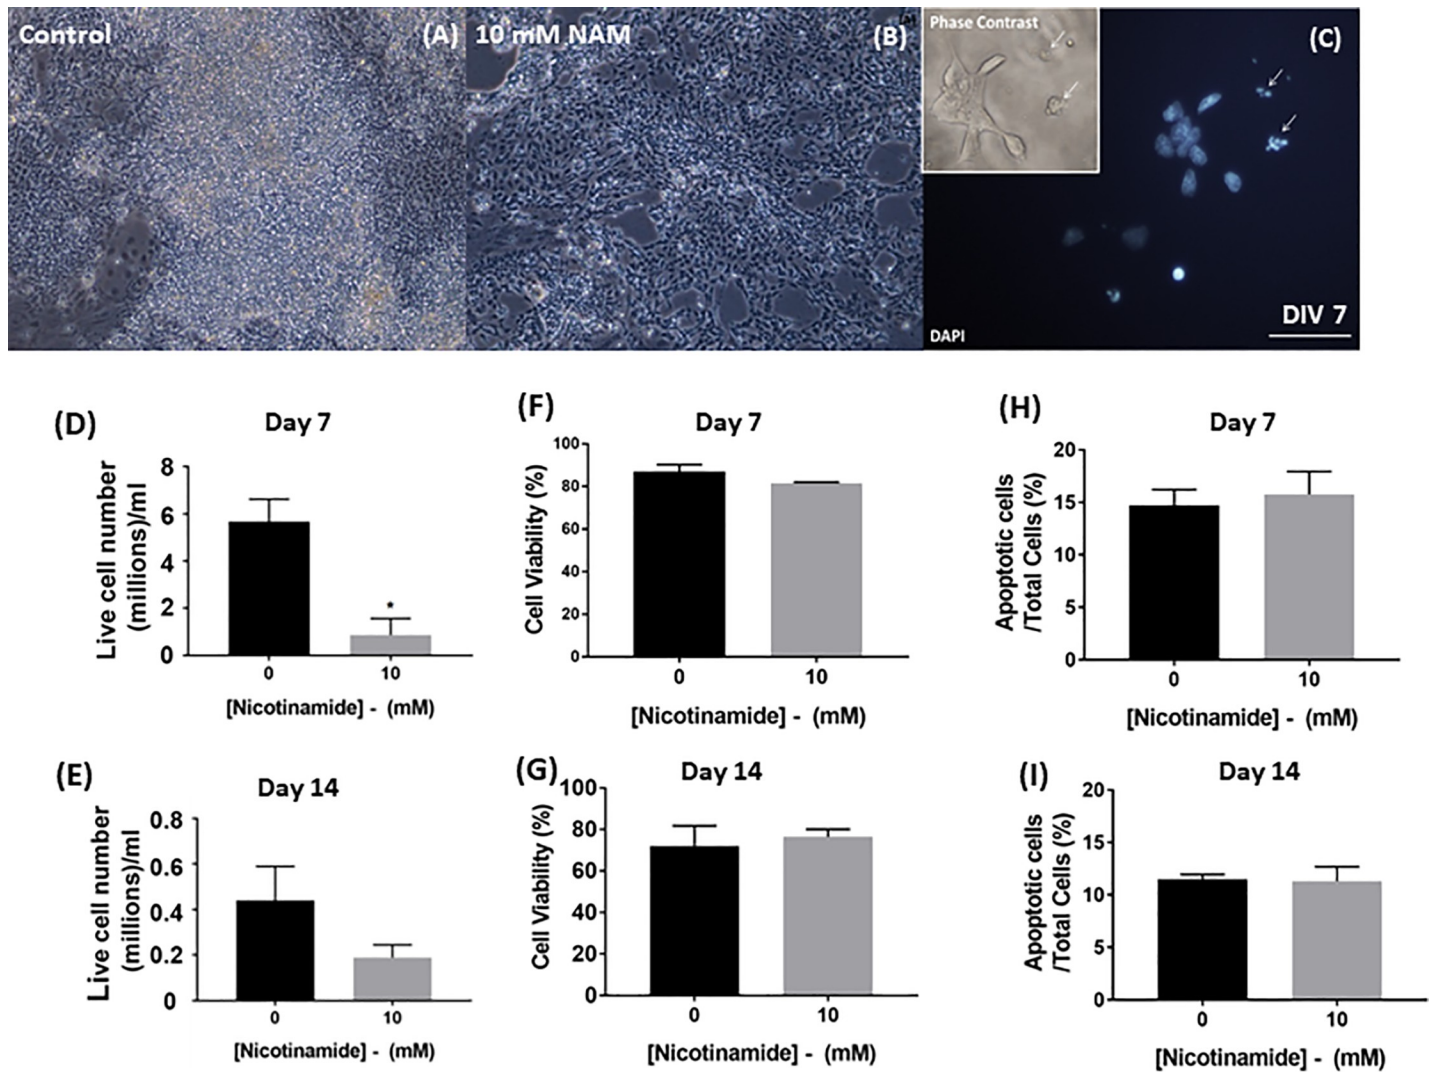 Control
(A)
10 mM NAM
(B)
Phase Contrast
(C)
DAPI
DIV 7
(D)
Day 7
Live cell number
(millions)/ml
8
6
4
2
0
*
0
10
[Nicotinamide] - (mM)
(F)
Day 7
Cell Viability (%)
100
80
60
40
20
0
0
10
[Nicotinamide] - (mM)
(H)
Day 7
Apoptotic cells
/Total Cells (%)
20
15
10
5
0
0
10
[Nicotinamide] - (mM)
(E)
Day 14
Live cell number
(millions)/ml
0.8
0.6
0.4
0.2
0
0
10
[Nicotinamide] - (mM)
(G)
Day 14
Cell Viability (%)
100
80
60
40
20
0
0
10
[Nicotinamide] - (mM)
(I)
Day 14
Apoptotic cells
/Total Cells (%)
20
15
10
5
0
0
10
[Nicotinamide] - (mM)